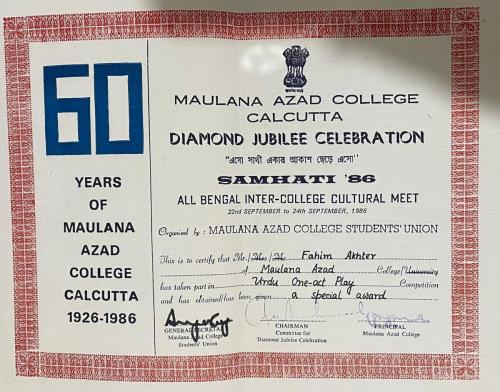 60
YEARS
OF
MAULANA
AZAD
COLLEGE
CALCUTTA
1926-1986
MAULANA AZAD COLLEGE
CALCUTTA
DIAMOND JUBILEE CELEBRATION
"এসো সাথী একার আকাশ ছেড়ে এসো"
SAMHATI '86
ALL BENGAL INTER-COLLEGE CULTURAL MEET
22nd SEPTEMBER to 24th SEPTEMBER, 1986
Organised by : MAULANA AZAD COLLEGE STUDENTS' UNION
This is to certify that Mr./ Fahim Akhter
of Maulana Azad College/University
has taken part in Urdu One-act Play Competition
and has obtained/has been given a special award
GENERAL SECRETARY
Maulana Azad College
Students' Union
CHAIRMAN
Committee for
Diamond Jubilee Celebration
PRINCIPAL
Maulana Azad College